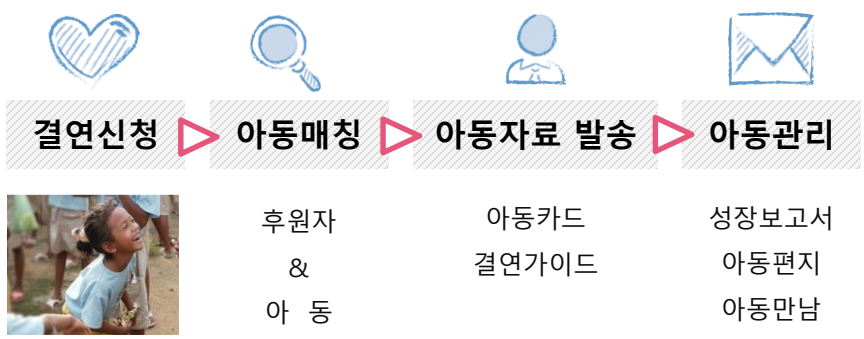 결연신청
아동매칭
아동자료 발송
아동관리
후원자
&
아 동
아동카드
결연가이드
성장보고서
아동편지
아동만남